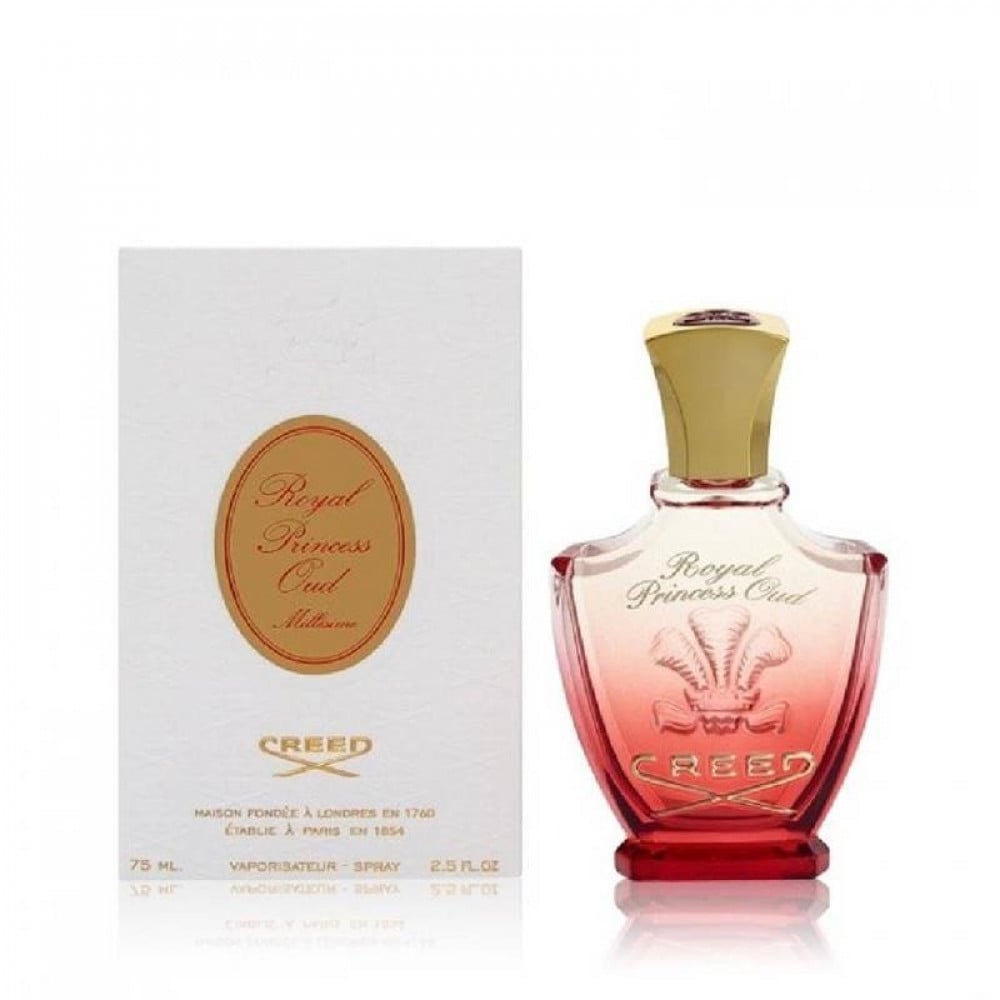 Royal
Princess
Oud
Millésime
CREED
MAISON FONDÉE À LONDRES EN 1760
ÉTABLIE À PARIS EN 1854
75 ML. VAPORISATEUR - SPRAY 2.5 FL.OZ
Royal
Princess Oud
CREED